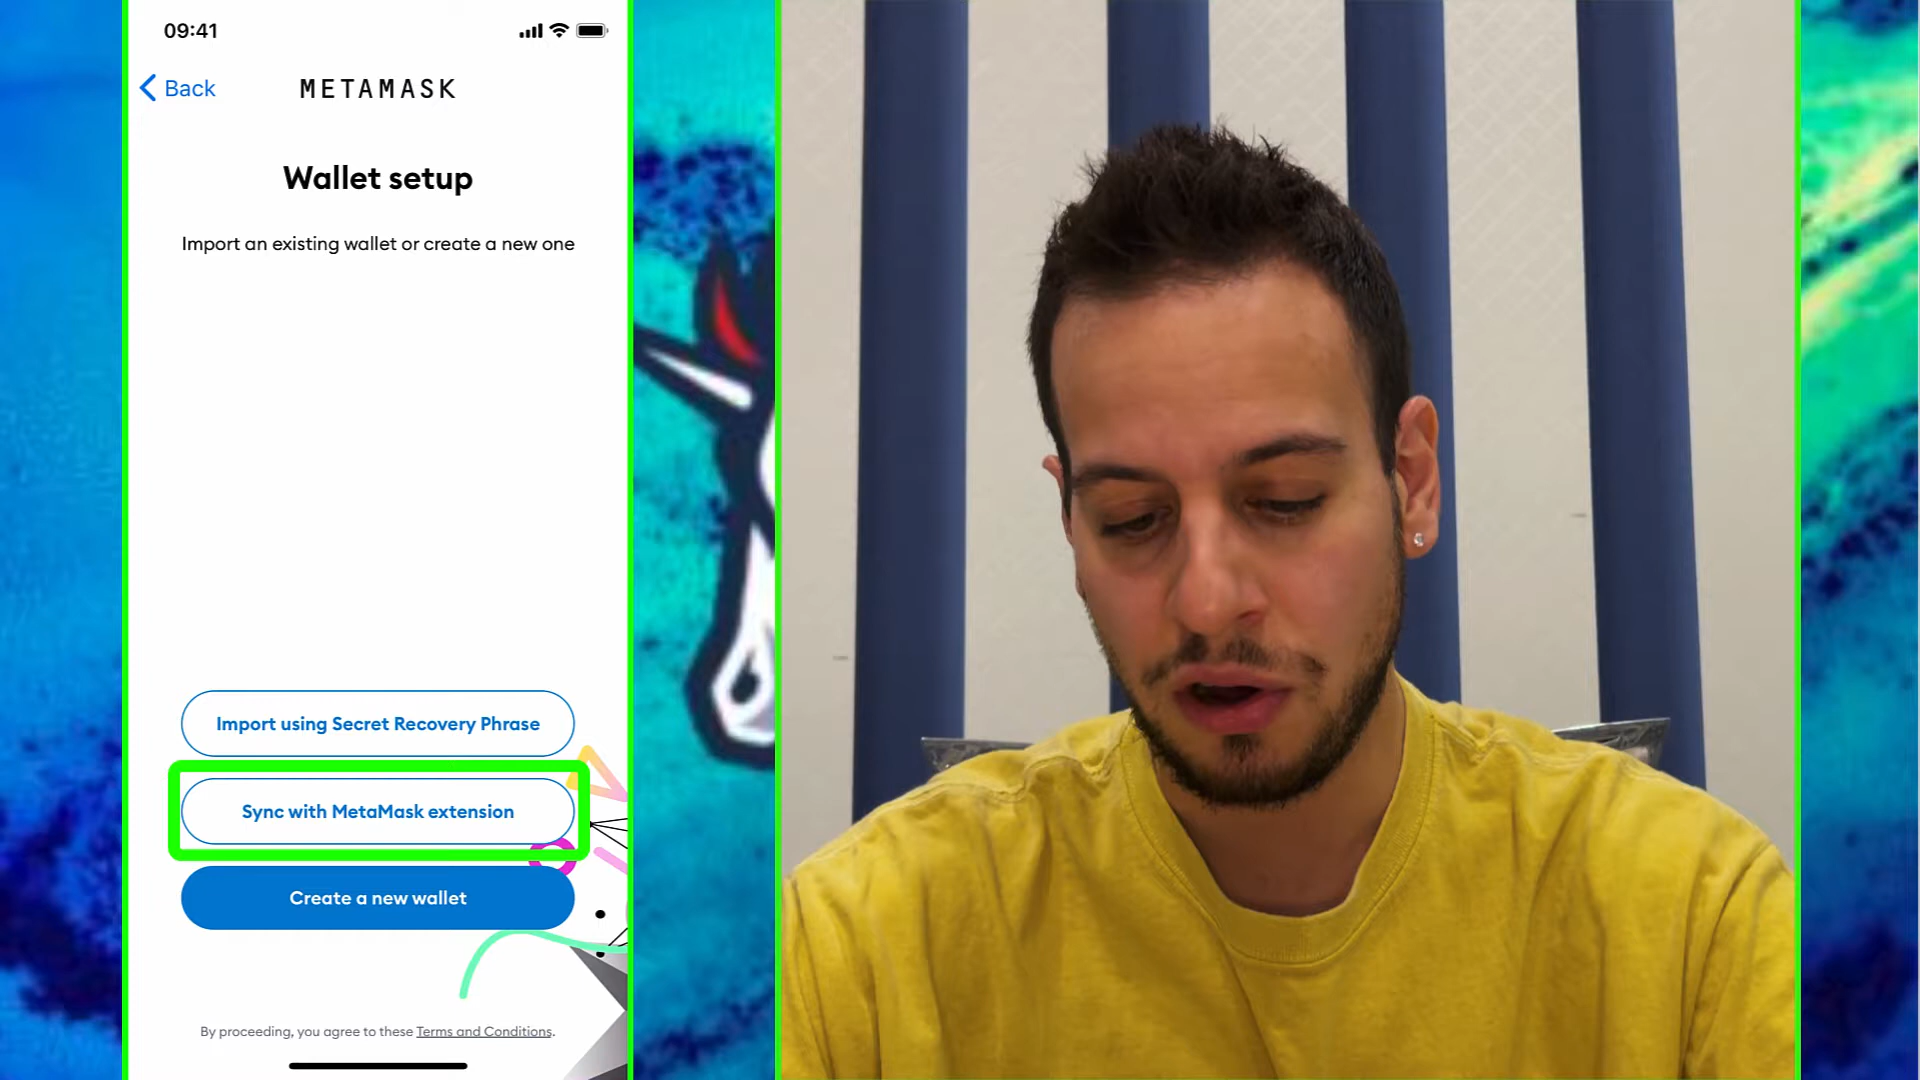 09:41
Back
METAMASK
Wallet setup
Import an existing wallet or create a new one
Import using Secret Recovery Phrase
Sync with MetaMask extension
Create a new wallet
By proceeding, you agree to these Terms and Conditions.